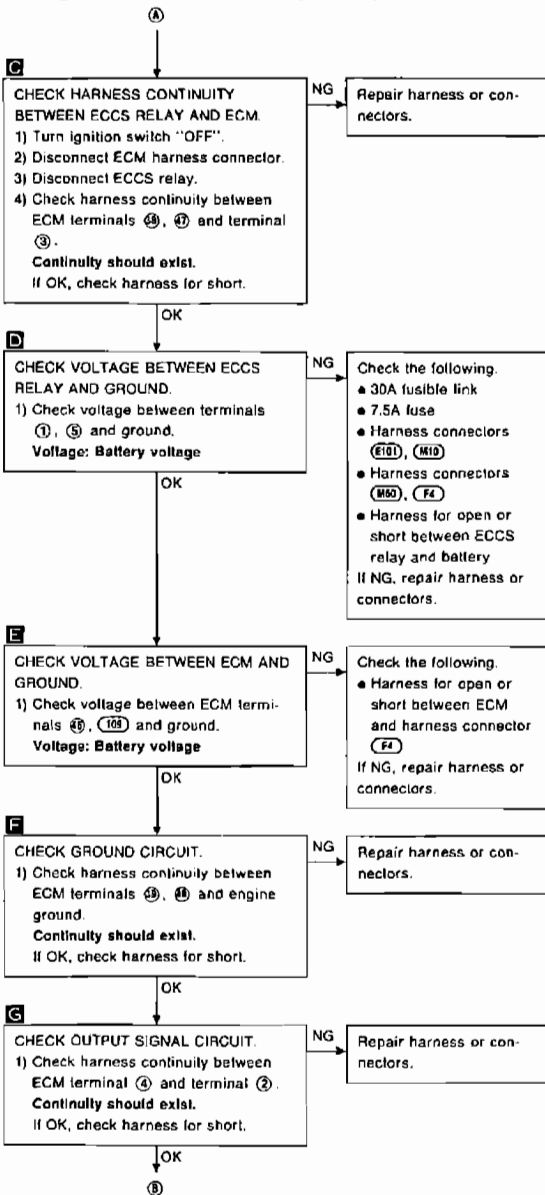 A
C
CHECK HARNESS CONTINUITY
BETWEEN ECCS RELAY AND ECM.
1) Turn ignition switch "OFF".
2) Disconnect ECM harness connector.
3) Disconnect ECCS relay.
4) Check harness continuity between
ECM terminals , 47 and terminal
3.
Continuity should exist.
If OK, check harness for short.
NG
Repair harness or con-
nectors.
OK
D
CHECK VOLTAGE BETWEEN ECCS
RELAY AND GROUND.
1) Check voltage between terminals
1, 5 and ground.
Voltage: Battery voltage
NG
Check the following.
● 30A fusible link
● 7.5A fuse
● Harness connectors
E101, M10
● Harness connectors
M50, F4
● Harness for open or
short between ECCS
relay and battery
If NG, repair harness or
connectors.
OK
E
CHECK VOLTAGE BETWEEN ECM AND
GROUND.
1) Check voltage between ECM termi-
nals , 109 and ground.
Voltage: Battery voltage
NG
Check the following.
● Harness for open or
short between ECM
and harness connector
F4
If NG, repair harness or
connectors.
OK
F
CHECK GROUND CIRCUIT.
1) Check harness continuity between
ECM terminals , and engine
ground.
Continuity should exist.
If OK, check harness for short.
NG
Repair harness or con-
nectors.
OK
G
CHECK OUTPUT SIGNAL CIRCUIT.
1) Check harness continuity between
ECM terminal 4 and terminal 2.
Continuity should exist.
If OK, check harness for short.
NG
Repair harness or con-
nectors.
OK
B